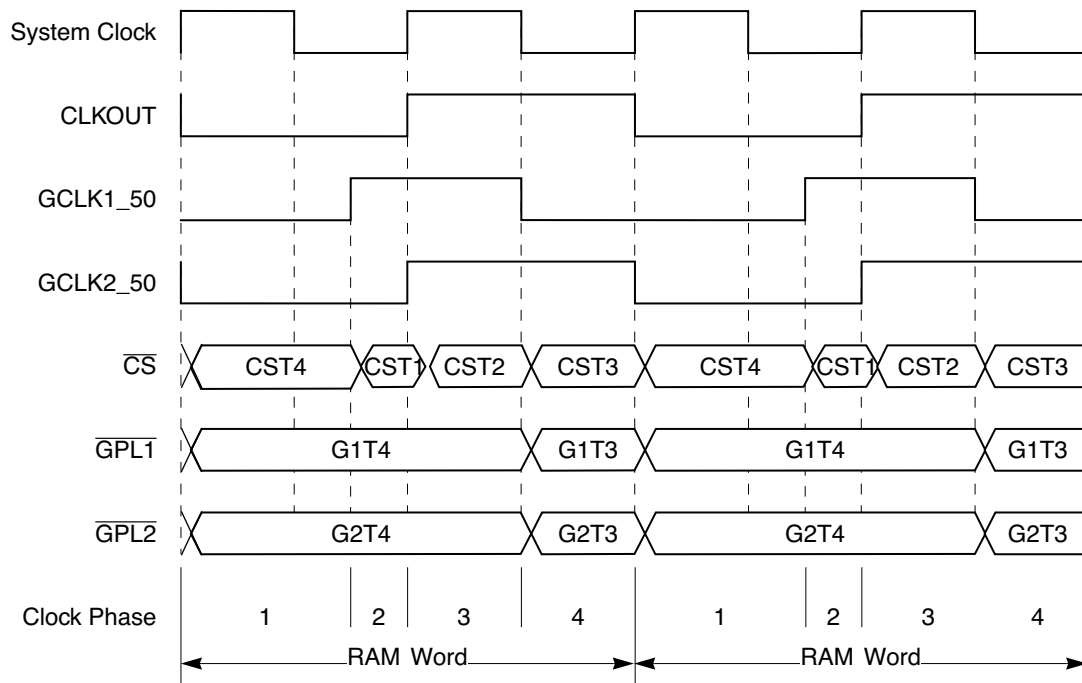 System Clock
CLKOUT
GCLK1_50
GCLK2_50
CS CST4 CST1 CST2 CST3 CST4 CST1 CST2 CST3
GPL1 G1T4 G1T3 G1T4 G1T3
GPL2 G2T4 G2T3 G2T4 G2T3
Clock Phase 1 2 3 4 1 2 3 4
RAM Word RAM Word